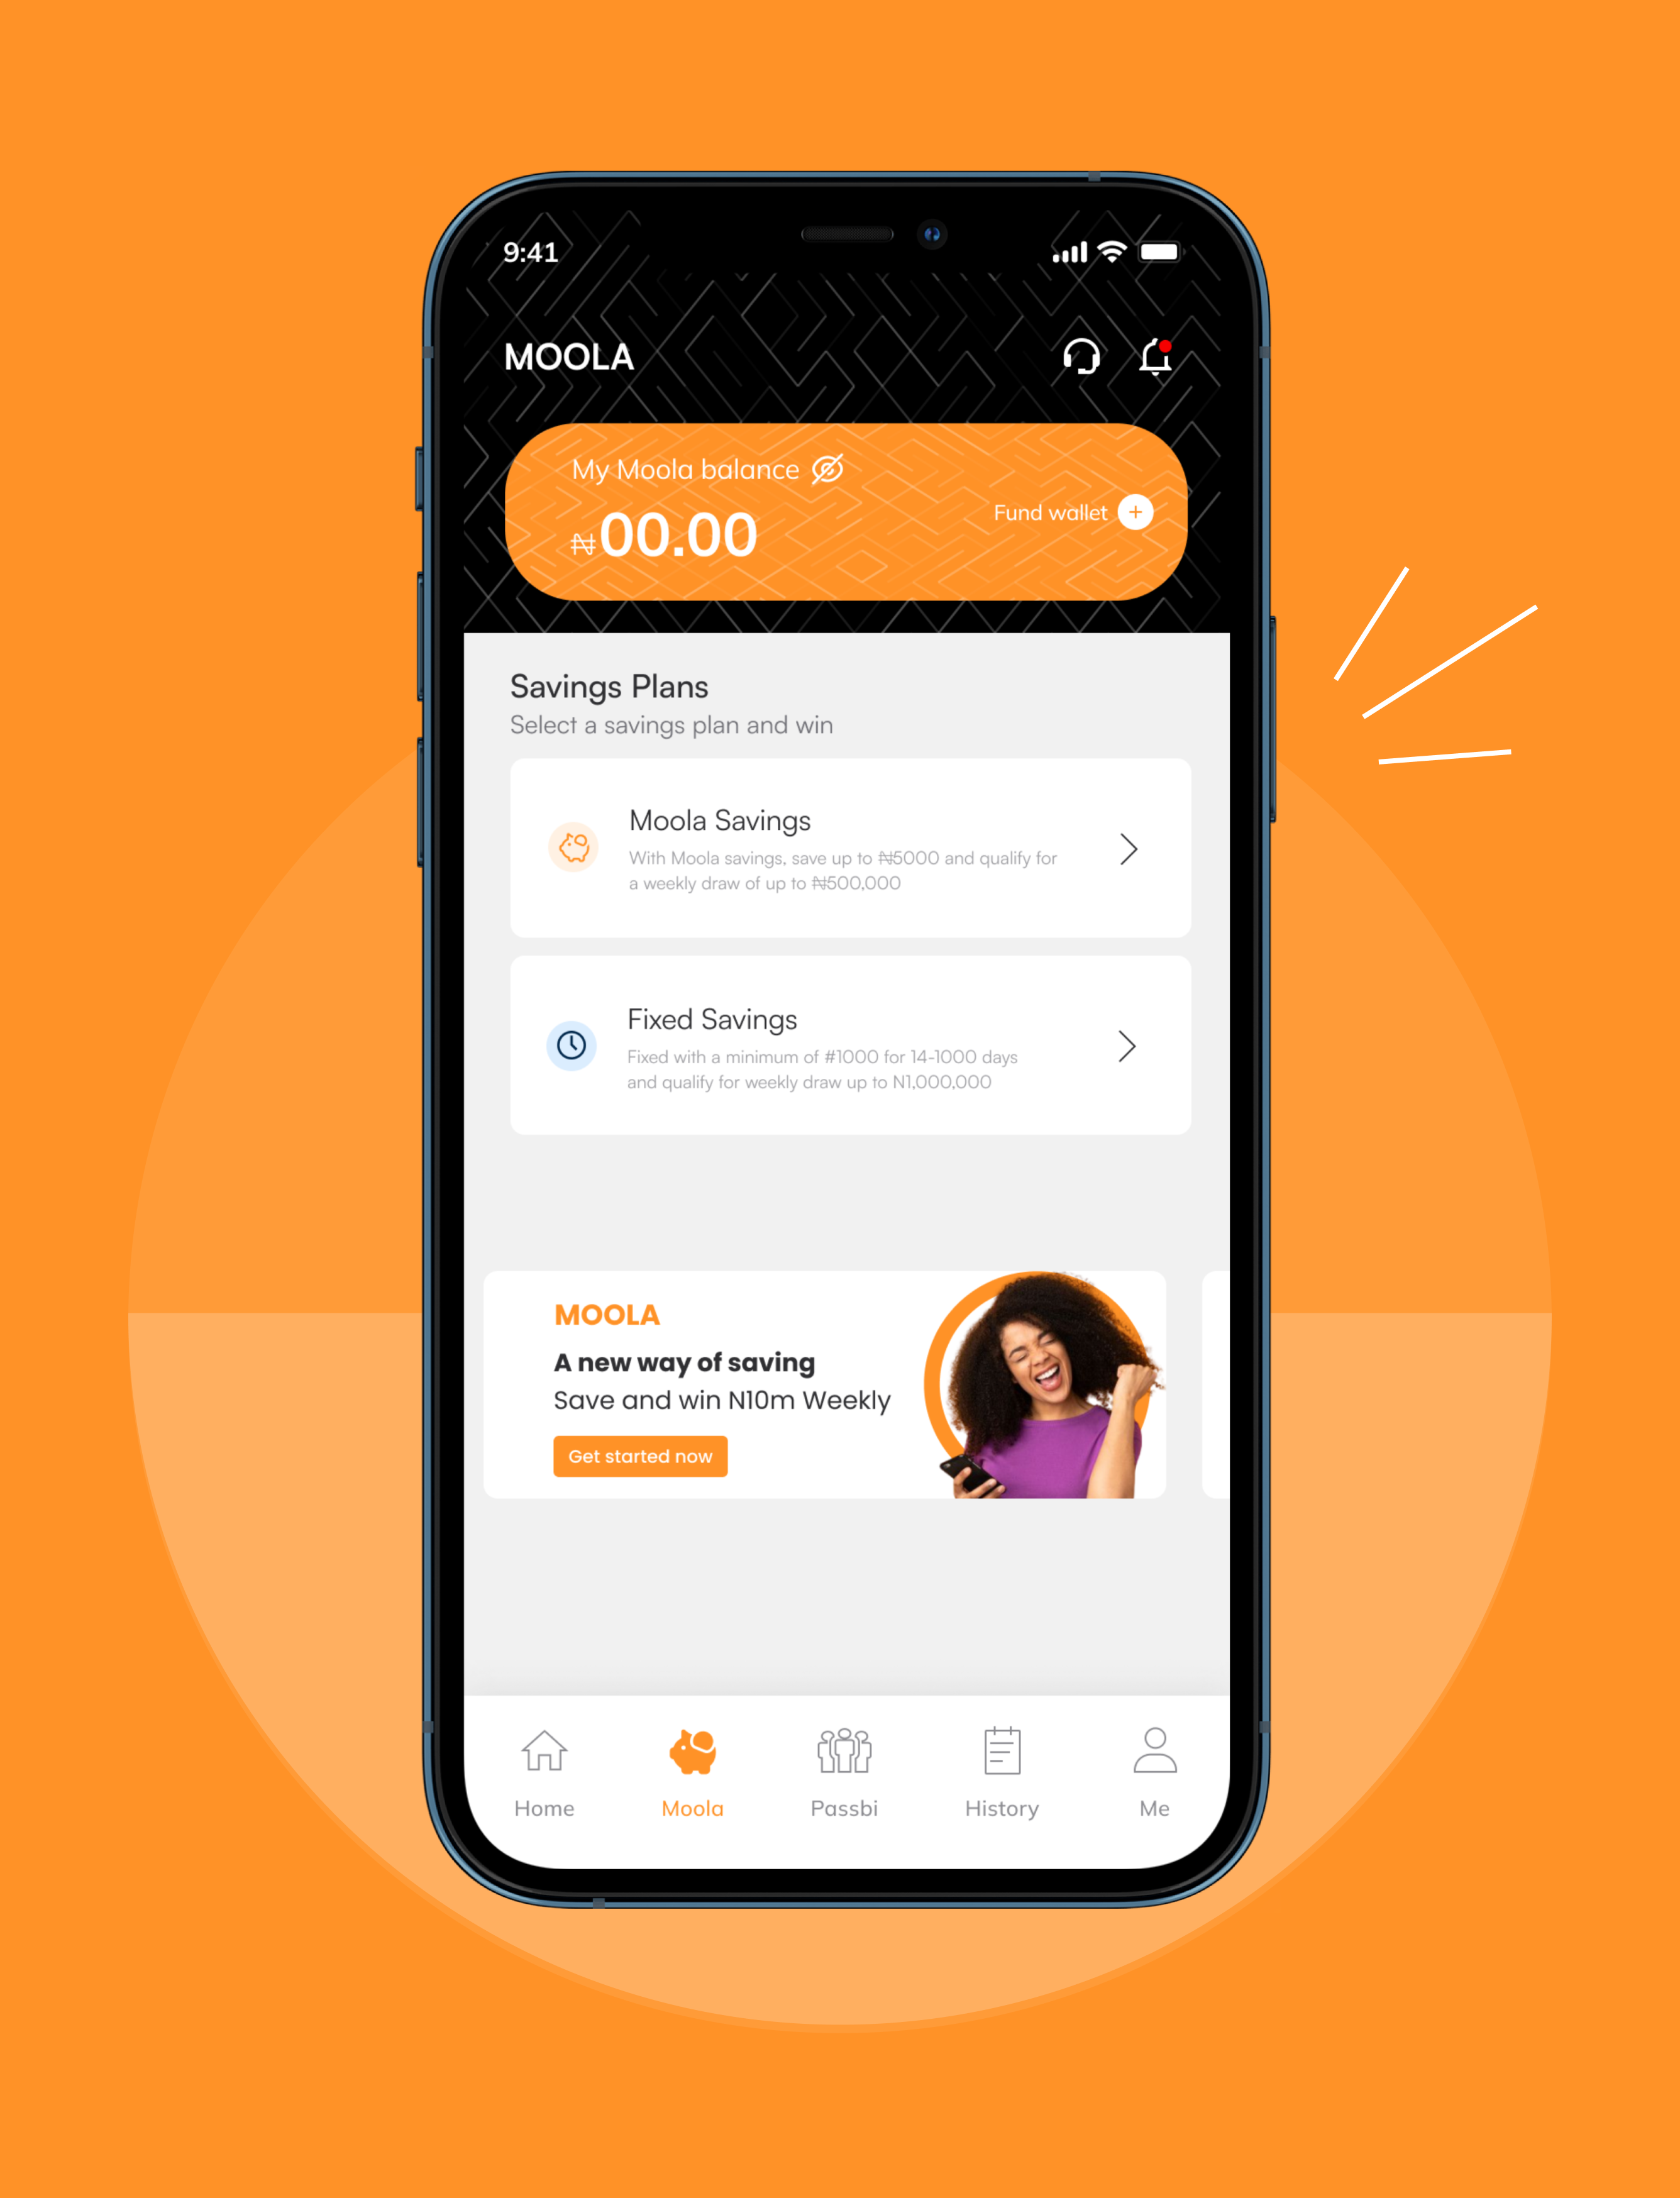 9:41
MOOLA
My Moola balance
₦00.00
Fund wallet
Savings Plans
Select a savings plan and win
Moola Savings
With Moola savings, save up to ₦5000 and qualify for
a weekly draw of up to ₦500,000
Fixed Savings
Fixed with a minimum of #1000 for 14-1000 days
and qualify for weekly draw up to N1,000,000
MOOLA
A new way of saving
Save and win N10m Weekly
Get started now
Home
Moola
Passbi
History
Me